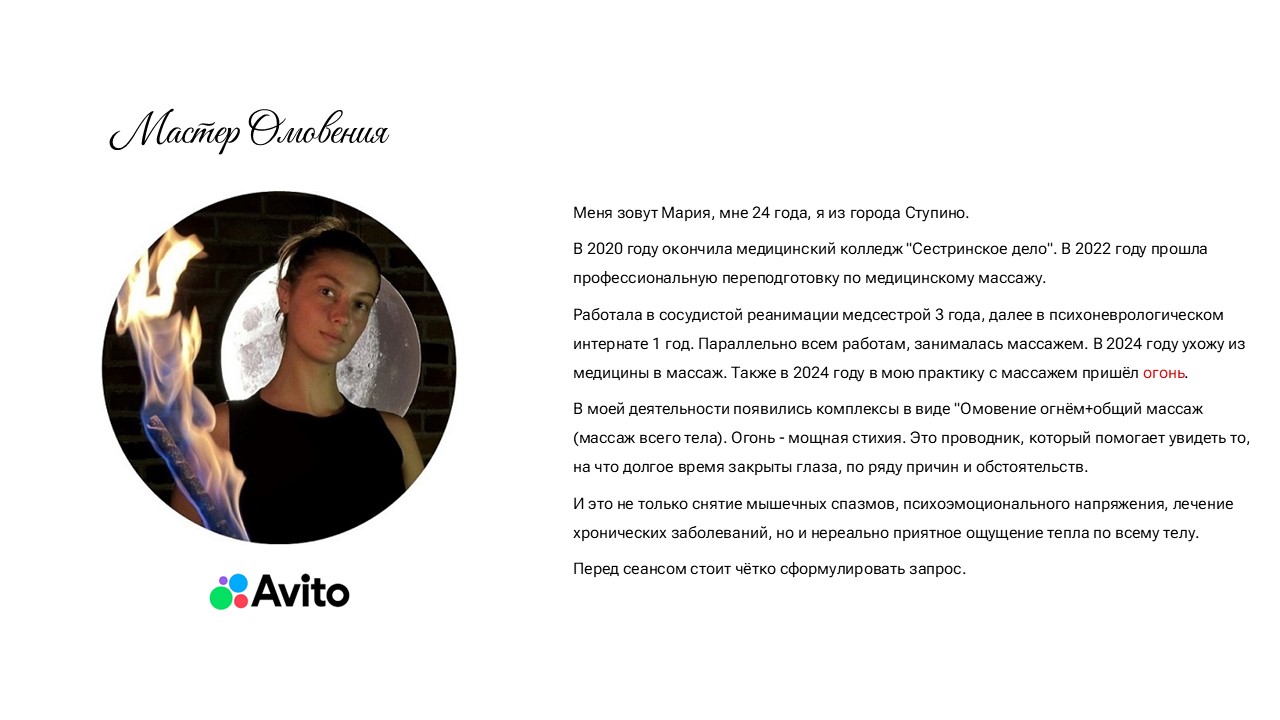 Мастер Омовения
Меня зовут Мария, мне 24 года, я из города Ступино.
В 2020 году окончила медицинский колледж "Сестринское дело". В 2022 году прошла
профессиональную переподготовку по медицинскому массажу.
Работала в сосудистой реанимации медсестрой 3 года, далее в психоневрологическом
интернате 1 год. Параллельно всем работам, занималась массажем. В 2024 году ухожу из
медицины в массаж. Также в 2024 году в мою практику с массажем пришёл огонь.
В моей деятельности появились комплексы в виде "Омовение огнём+общий массаж
(массаж всего тела). Огонь - мощная стихия. Это проводник, который помогает увидеть то,
на что долгое время закрыты глаза, по ряду причин и обстоятельств.
И это не только снятие мышечных спазмов, психоэмоционального напряжения, лечение
хронических заболеваний, но и нереально приятное ощущение тепла по всему телу.
Перед сеансом стоит чётко сформулировать запрос.
Avito